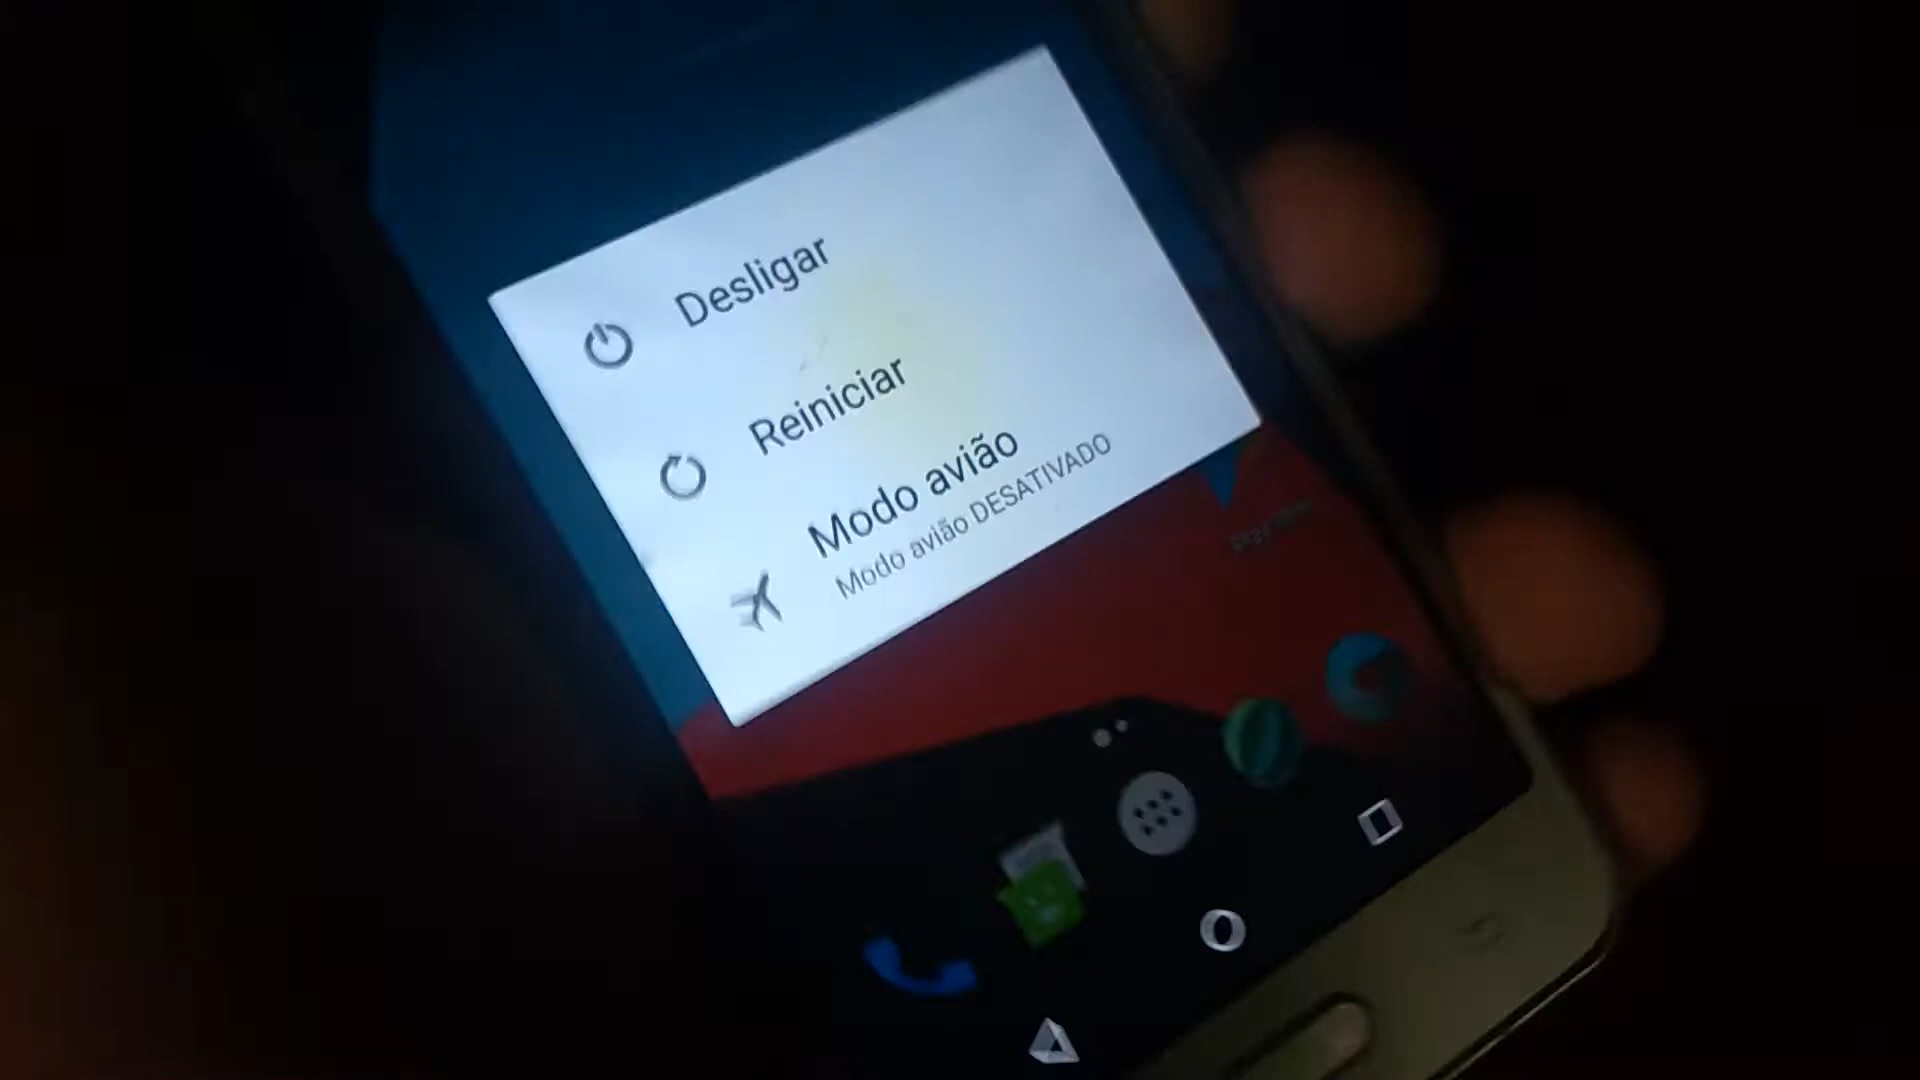 Desligar
Reiniciar
Modo avião
Modo avião DESATIVADO